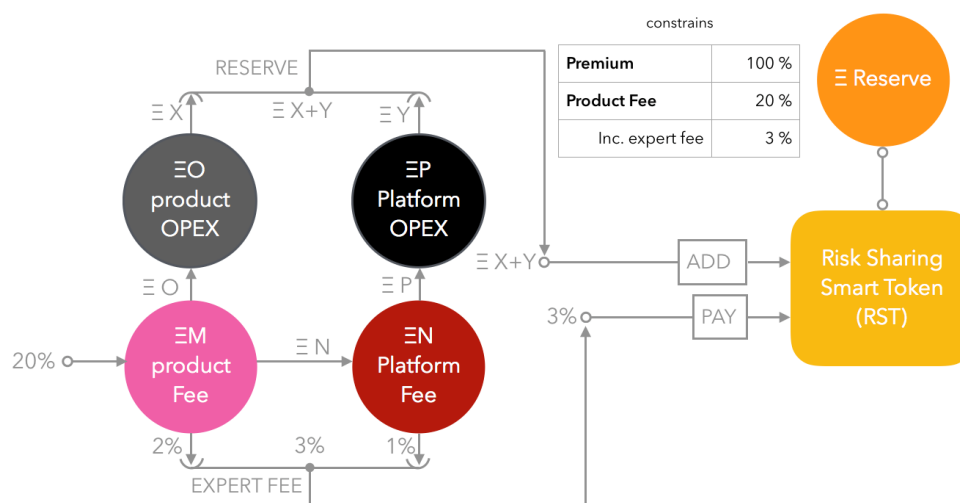 constrains
Premium 100 %
Product Fee 20 %
Inc. expert fee 3 %
Ξ Reserve
RESERVE
Ξ X
Ξ X+Y
Ξ Y
ΞO
product
OPEX
ΞP
Platform
OPEX
Ξ X+Y
ADD
Risk Sharing
Smart Token
(RST)
Ξ O
Ξ P
3%
PAY
20%
ΞM
product
Fee
Ξ N
ΞN
Platform
Fee
2%
3%
1%
EXPERT FEE